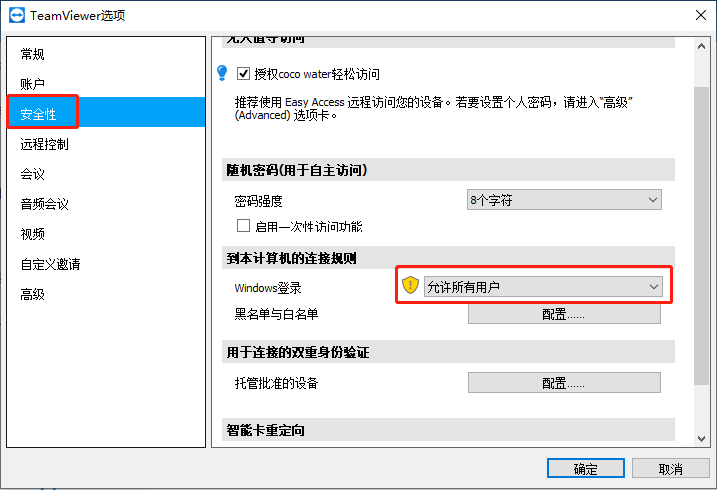 TeamViewer选项
常规
账户
安全性
远程控制
会议
音频会议
视频
自定义邀请
高级
无人值守访问
授权coco water轻松访问
推荐使用 Easy Access 远程访问您的设备。若要设置个人密码，请进入“高级”
(Advanced) 选项卡。
随机密码(用于自主访问)
密码强度
8个字符
启用一次性访问功能
到本计算机的连接规则
Windows登录
允许所有用户
黑名单与白名单
配置......
用于连接的双重身份验证
托管批准的设备
配置......
智能卡重定向
确定
取消